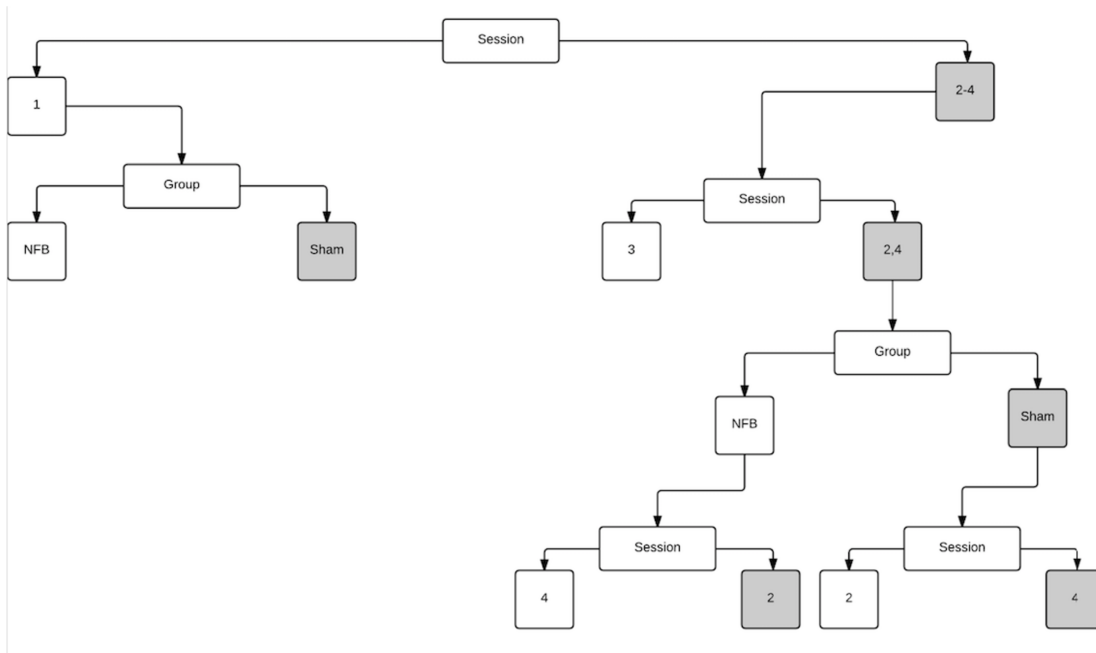 Session
1
2-4
Group
Session
NFB
Sham
3
2,4
Group
NFB
Sham
Session
Session
4
2
2
4